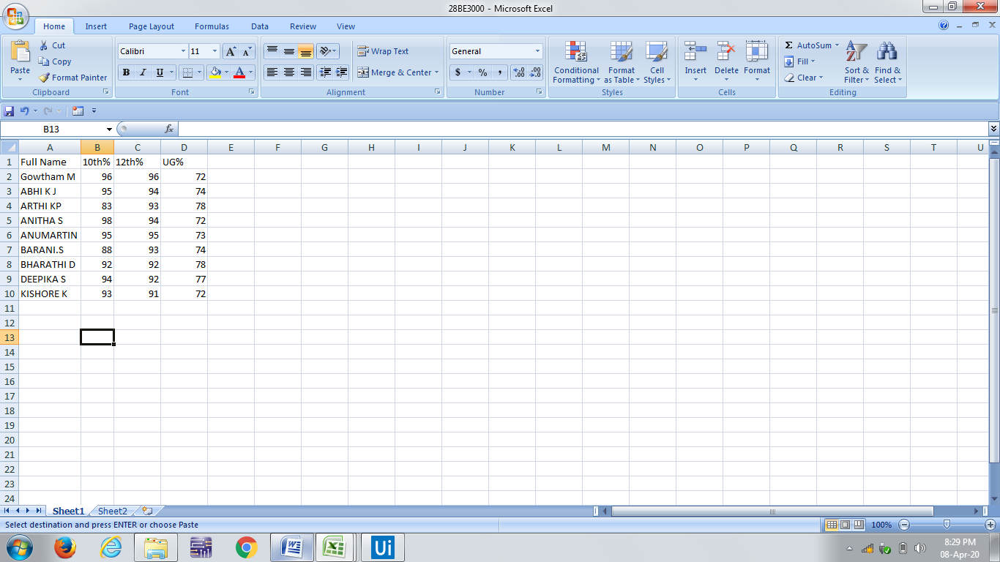 28BE3000 - Microsoft Excel
Home Insert Page Layout Formulas Data Review View
Paste Cut Copy Format Painter Clipboard
Calibri 11 A A B I U A Font
Wrap Text Merge & Center Alignment
General $ % , .00 .0 Number
Conditional Formatting Format as Table Cell Styles Styles
Insert Delete Format Cells
Σ AutoSum Fill Clear Sort & Filter Find & Select Editing
B13 fx
A B C D E F G H I J K L M N O P Q R S T U
1 Full Name 10th% 12th% UG%
2 Gowtham M 96 96 72
3 ABHI K J 95 94 74
4 ARTHI KP 83 93 78
5 ANITHA S 98 94 72
6 ANUMARTIN 95 95 73
7 BARANI.S 88 93 74
8 BHARATHI D 92 92 78
9 DEEPIKA S 94 92 77
10 KISHORE K 93 91 72
11
12
13
14
15
16
17
18
19
20
21
22
23
24
Sheet1 Sheet2
Select destination and press ENTER or choose Paste 100%
Ui 8:29 PM
08-Apr-20